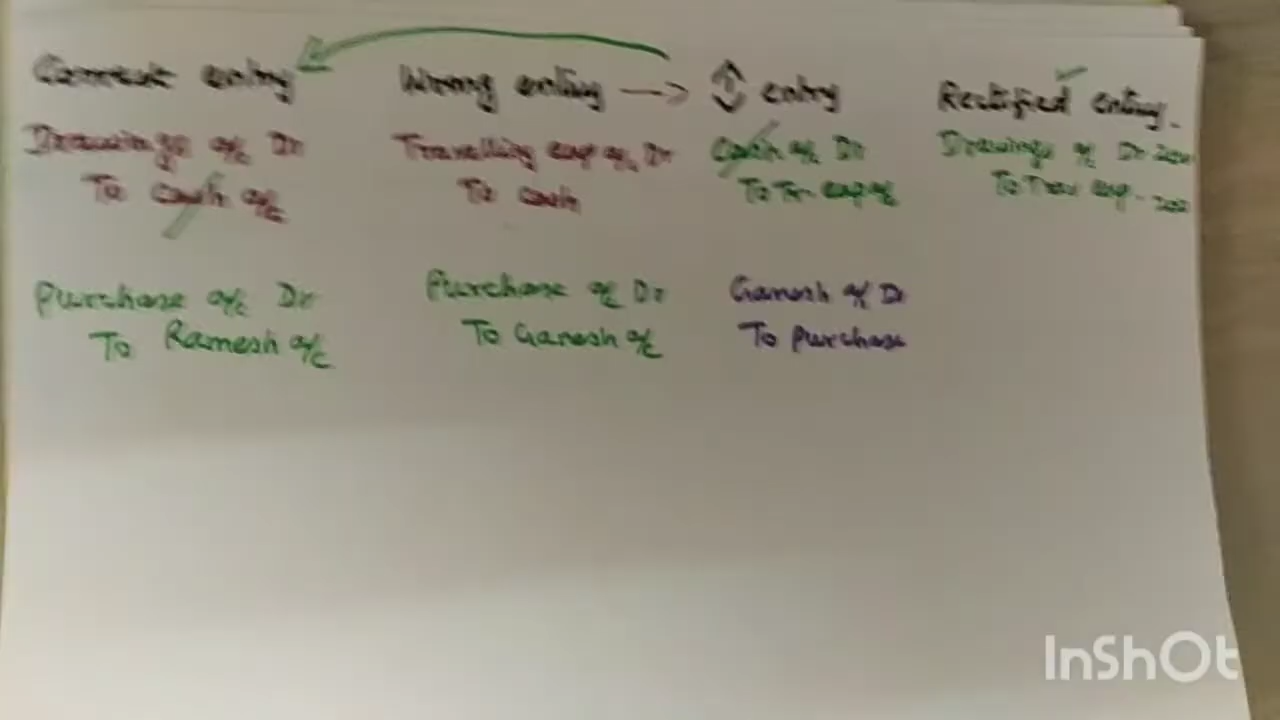 Correct entry
Wrong entry → ↕ entry
Rectified entry.
Drawings a/c Dr
To Cash a/c
Travelling exp a/c Dr
To cash
Cash a/c Dr
To Tr. exp a/c
Drawings a/c Dr
To Trav exp.
Purchase a/c Dr
To Ramesh a/c
Purchase a/c Dr
To Ganesh a/c
Ganesh a/c Dr
To purchase
InShOt